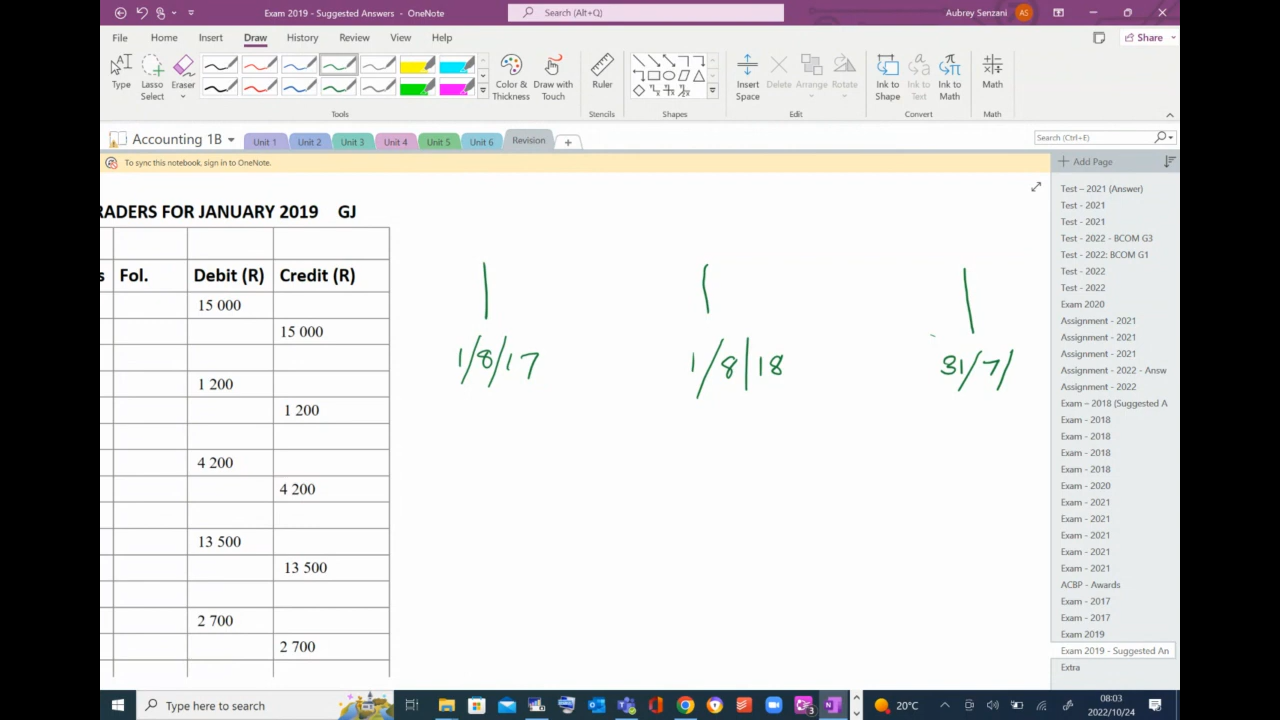 Exam 2019 - Suggested Answers - OneNote
Search (Alt+Q)
Aubrey Senzani
AS
File Home Insert Draw History Review View Help
Share
Type
Lasso Select
Eraser
Color & Thickness
Draw with Touch
Ruler
Insert Space
Delete
Arrange
Rotate
Ink to Shape
Ink to Text
Ink to Math
Math
Tools
Stencils
Shapes
Edit
Convert
Math
Accounting 1B
Unit 1
Unit 2
Unit 3
Unit 4
Unit 5
Unit 6
Revision
Search (Ctrl+E)
To sync this notebook, sign in to OneNote.
Add Page
RADERS FOR JANUARY 2019 GJ
s Fol. Debit (R) Credit (R)
15 000
15 000
1 200
1 200
4 200
4 200
13 500
13 500
2 700
2 700
1/8/17
1/8/18
31/7/
Test – 2021 (Answer)
Test - 2021
Test - 2021
Test - 2022 - BCOM G3
Test - 2022: BCOM G1
Test - 2022
Test - 2022
Exam 2020
Assignment - 2021
Assignment - 2021
Assignment - 2021
Assignment - 2022 - Answ
Assignment - 2022
Exam – 2018 (Suggested A
Exam - 2018
Exam - 2018
Exam - 2018
Exam - 2018
Exam - 2020
Exam - 2021
Exam - 2021
Exam - 2021
Exam - 2021
Exam - 2021
ACBP - Awards
Exam - 2017
Exam - 2017
Exam 2019
Exam 2019 - Suggested An
Extra
Type here to search
20°C
08:03
2022/10/24